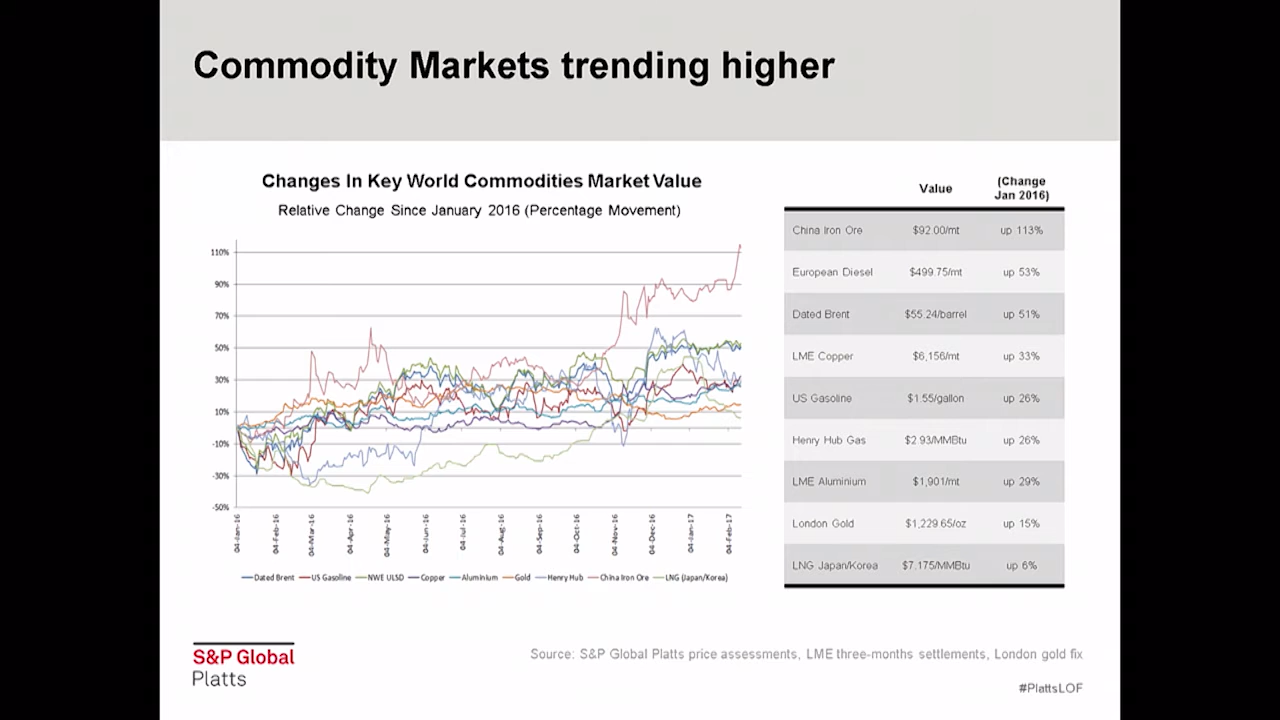 Commodity Markets trending higher
Changes In Key World Commodities Market Value
Relative Change Since January 2016 (Percentage Movement)
110%
90%
70%
50%
30%
10%
-10%
-30%
-50%
04-Jan-16
04-Feb-16
04-Mar-16
04-Apr-16
04-May-16
04-Jun-16
04-Jul-16
04-Aug-16
04-Sep-16
04-Oct-16
04-Nov-16
04-Dec-16
04-Jan-17
04-Feb-17
Dated Brent US Gasoline NWE ULSD Copper Aluminium Gold Henry Hub China Iron Ore LNG (Japan/Korea)
Value (Change Jan 2016)
China Iron Ore $92.00/mt up 113%
European Diesel $499.75/mt up 53%
Dated Brent $55.24/barrel up 51%
LME Copper $6,156/mt up 33%
US Gasoline $1.55/gallon up 26%
Henry Hub Gas $2.93/MMBtu up 26%
LME Aluminium $1,901/mt up 29%
London Gold $1,229.65/oz up 15%
LNG Japan/Korea $7.175/MMBtu up 6%
S&P Global
Platts
Source: S&P Global Platts price assessments, LME three-months settlements, London gold fix
#PlattsLOF